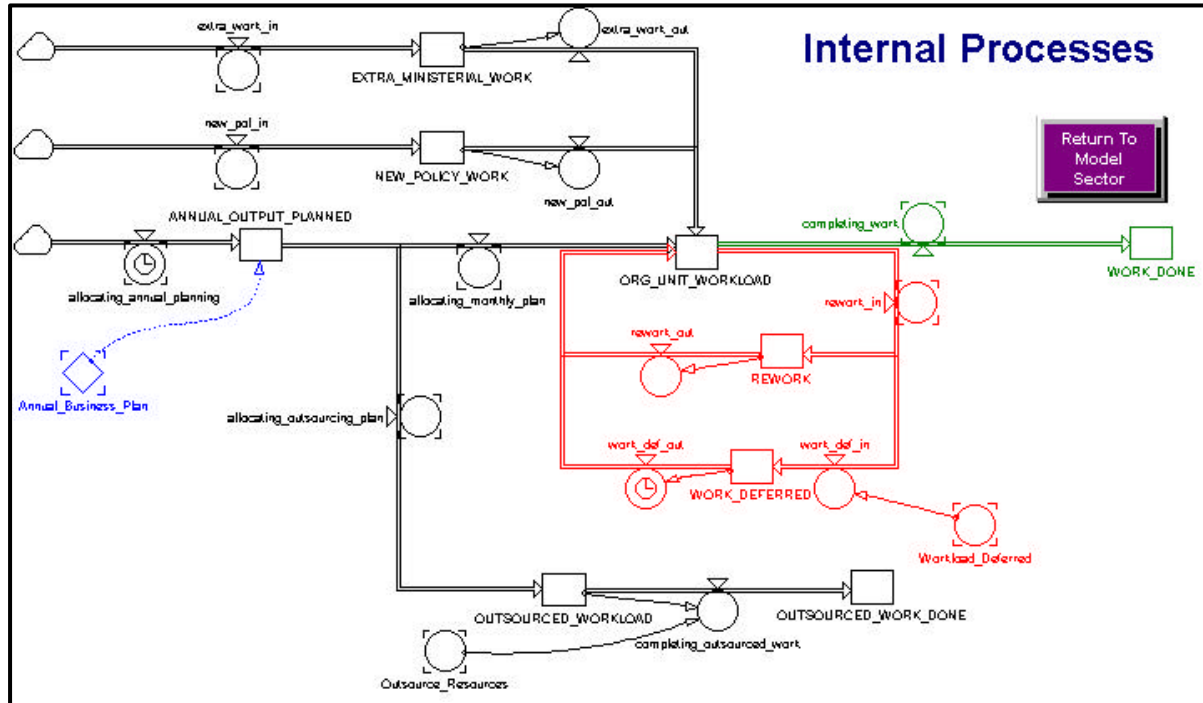 extra_work_in
extra_work_out
Internal Processes
EXTRA_MINISTERIAL_WORK
new_pol_in
Return To
Model
Sector
NEW_POLICY_WORK
new_pol_out
ANNUAL_OUTPUT_PLANNED
completing_work
allocating_annual_planning
allocating_monthly_plan
ORG_UNIT_WORKLOAD
WORK_DONE
rework_in
rework_out
REWORK
Annual_Business_Plan
allocating_outsourcing_plan
work_def_out
work_def_in
WORK_DEFERRED
Workload_Deferred
OUTSOURCED_WORKLOAD
OUTSOURCED_WORK_DONE
completing_outsourced_work
Outsource_Resources